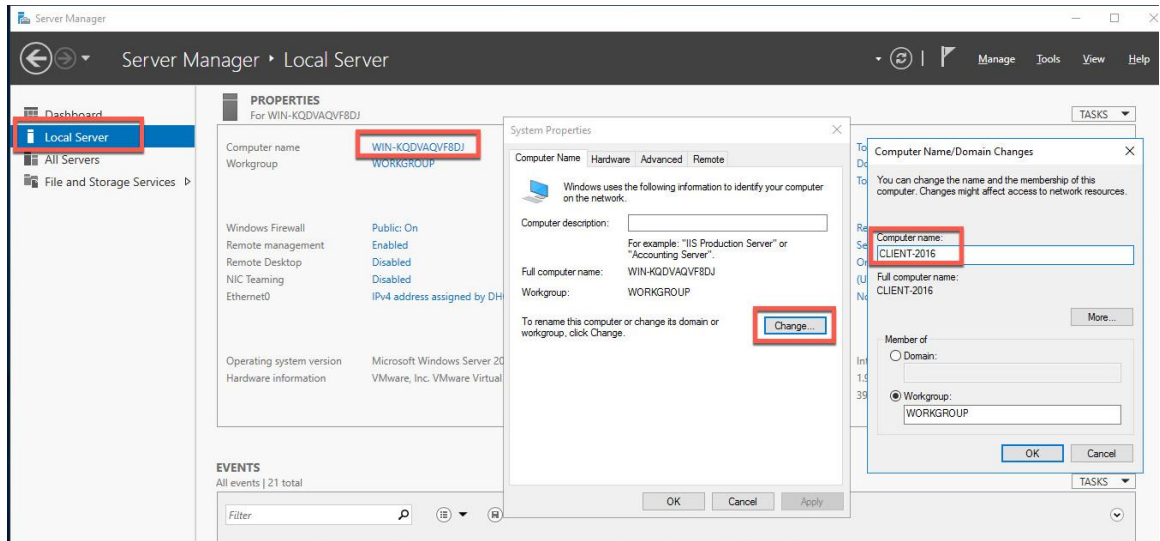 Server Manager
Server Manager • Local Server
Manage Tools View Help
Dashboard
Local Server
All Servers
File and Storage Services
PROPERTIES
For WIN-KQDVAQVF8DJ
TASKS
Computer name WIN-KQDVAQVF8DJ
Workgroup WORKGROUP
Windows Firewall Public: On
Remote management Enabled
Remote Desktop Disabled
NIC Teaming Disabled
Ethernet0 IPv4 address assigned by
Operating system version Microsoft Windows Server
Hardware information VMware, Inc. VMware Virtual
EVENTS
All events | 21 total
TASKS
Filter
System Properties
Computer Name Hardware Advanced Remote
Windows uses the following information to identify your computer
on the network.
Computer description:
For example: "IIS Production Server" or
"Accounting Server".
Full computer name: WIN-KQDVAQVF8DJ
Workgroup: WORKGROUP
To rename this computer or change its domain or
workgroup, click Change.
Change...
OK Cancel Apply
Computer Name/Domain Changes
You can change the name and the membership of this
computer. Changes might affect access to network resources.
Computer name:
CLIENT-2016
Full computer name:
CLIENT-2016
More...
Member of
Domain:
Workgroup:
WORKGROUP
OK Cancel